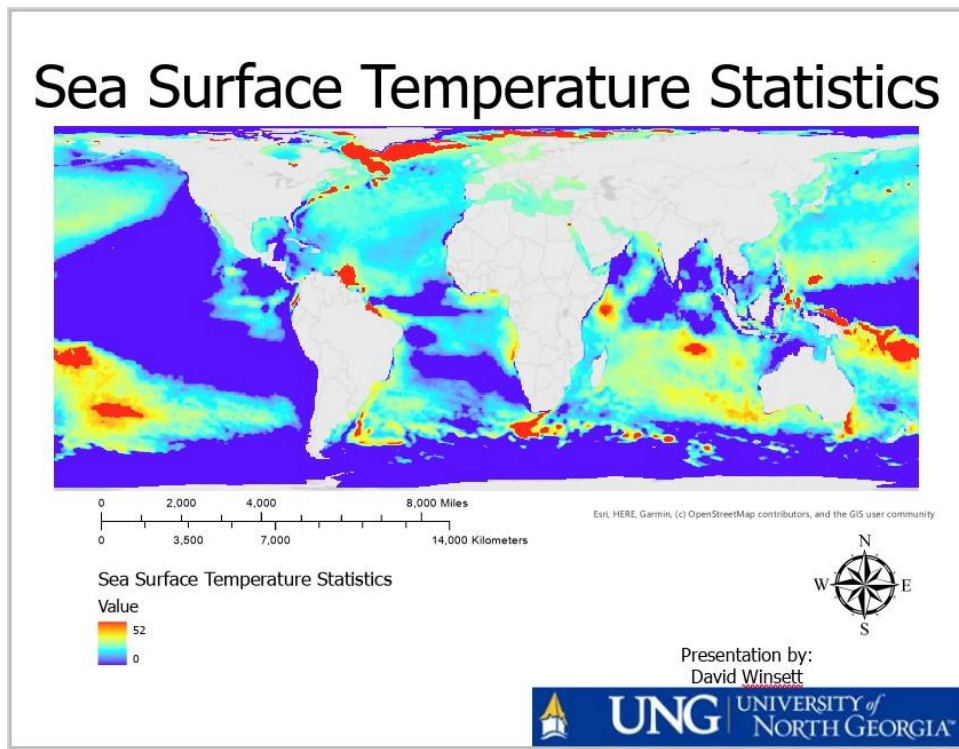 Sea Surface Temperature Statistics
0 2,000 4,000 8,000 Miles
0 3,500 7,000 14,000 Kilometers
Esri, HERE, Garmin, (c) OpenStreetMap contributors, and the GIS user community
Sea Surface Temperature Statistics
Value
52
0
N
W E
S
Presentation by:
David Winsett
UNG UNIVERSITY of
NORTH GEORGIA™